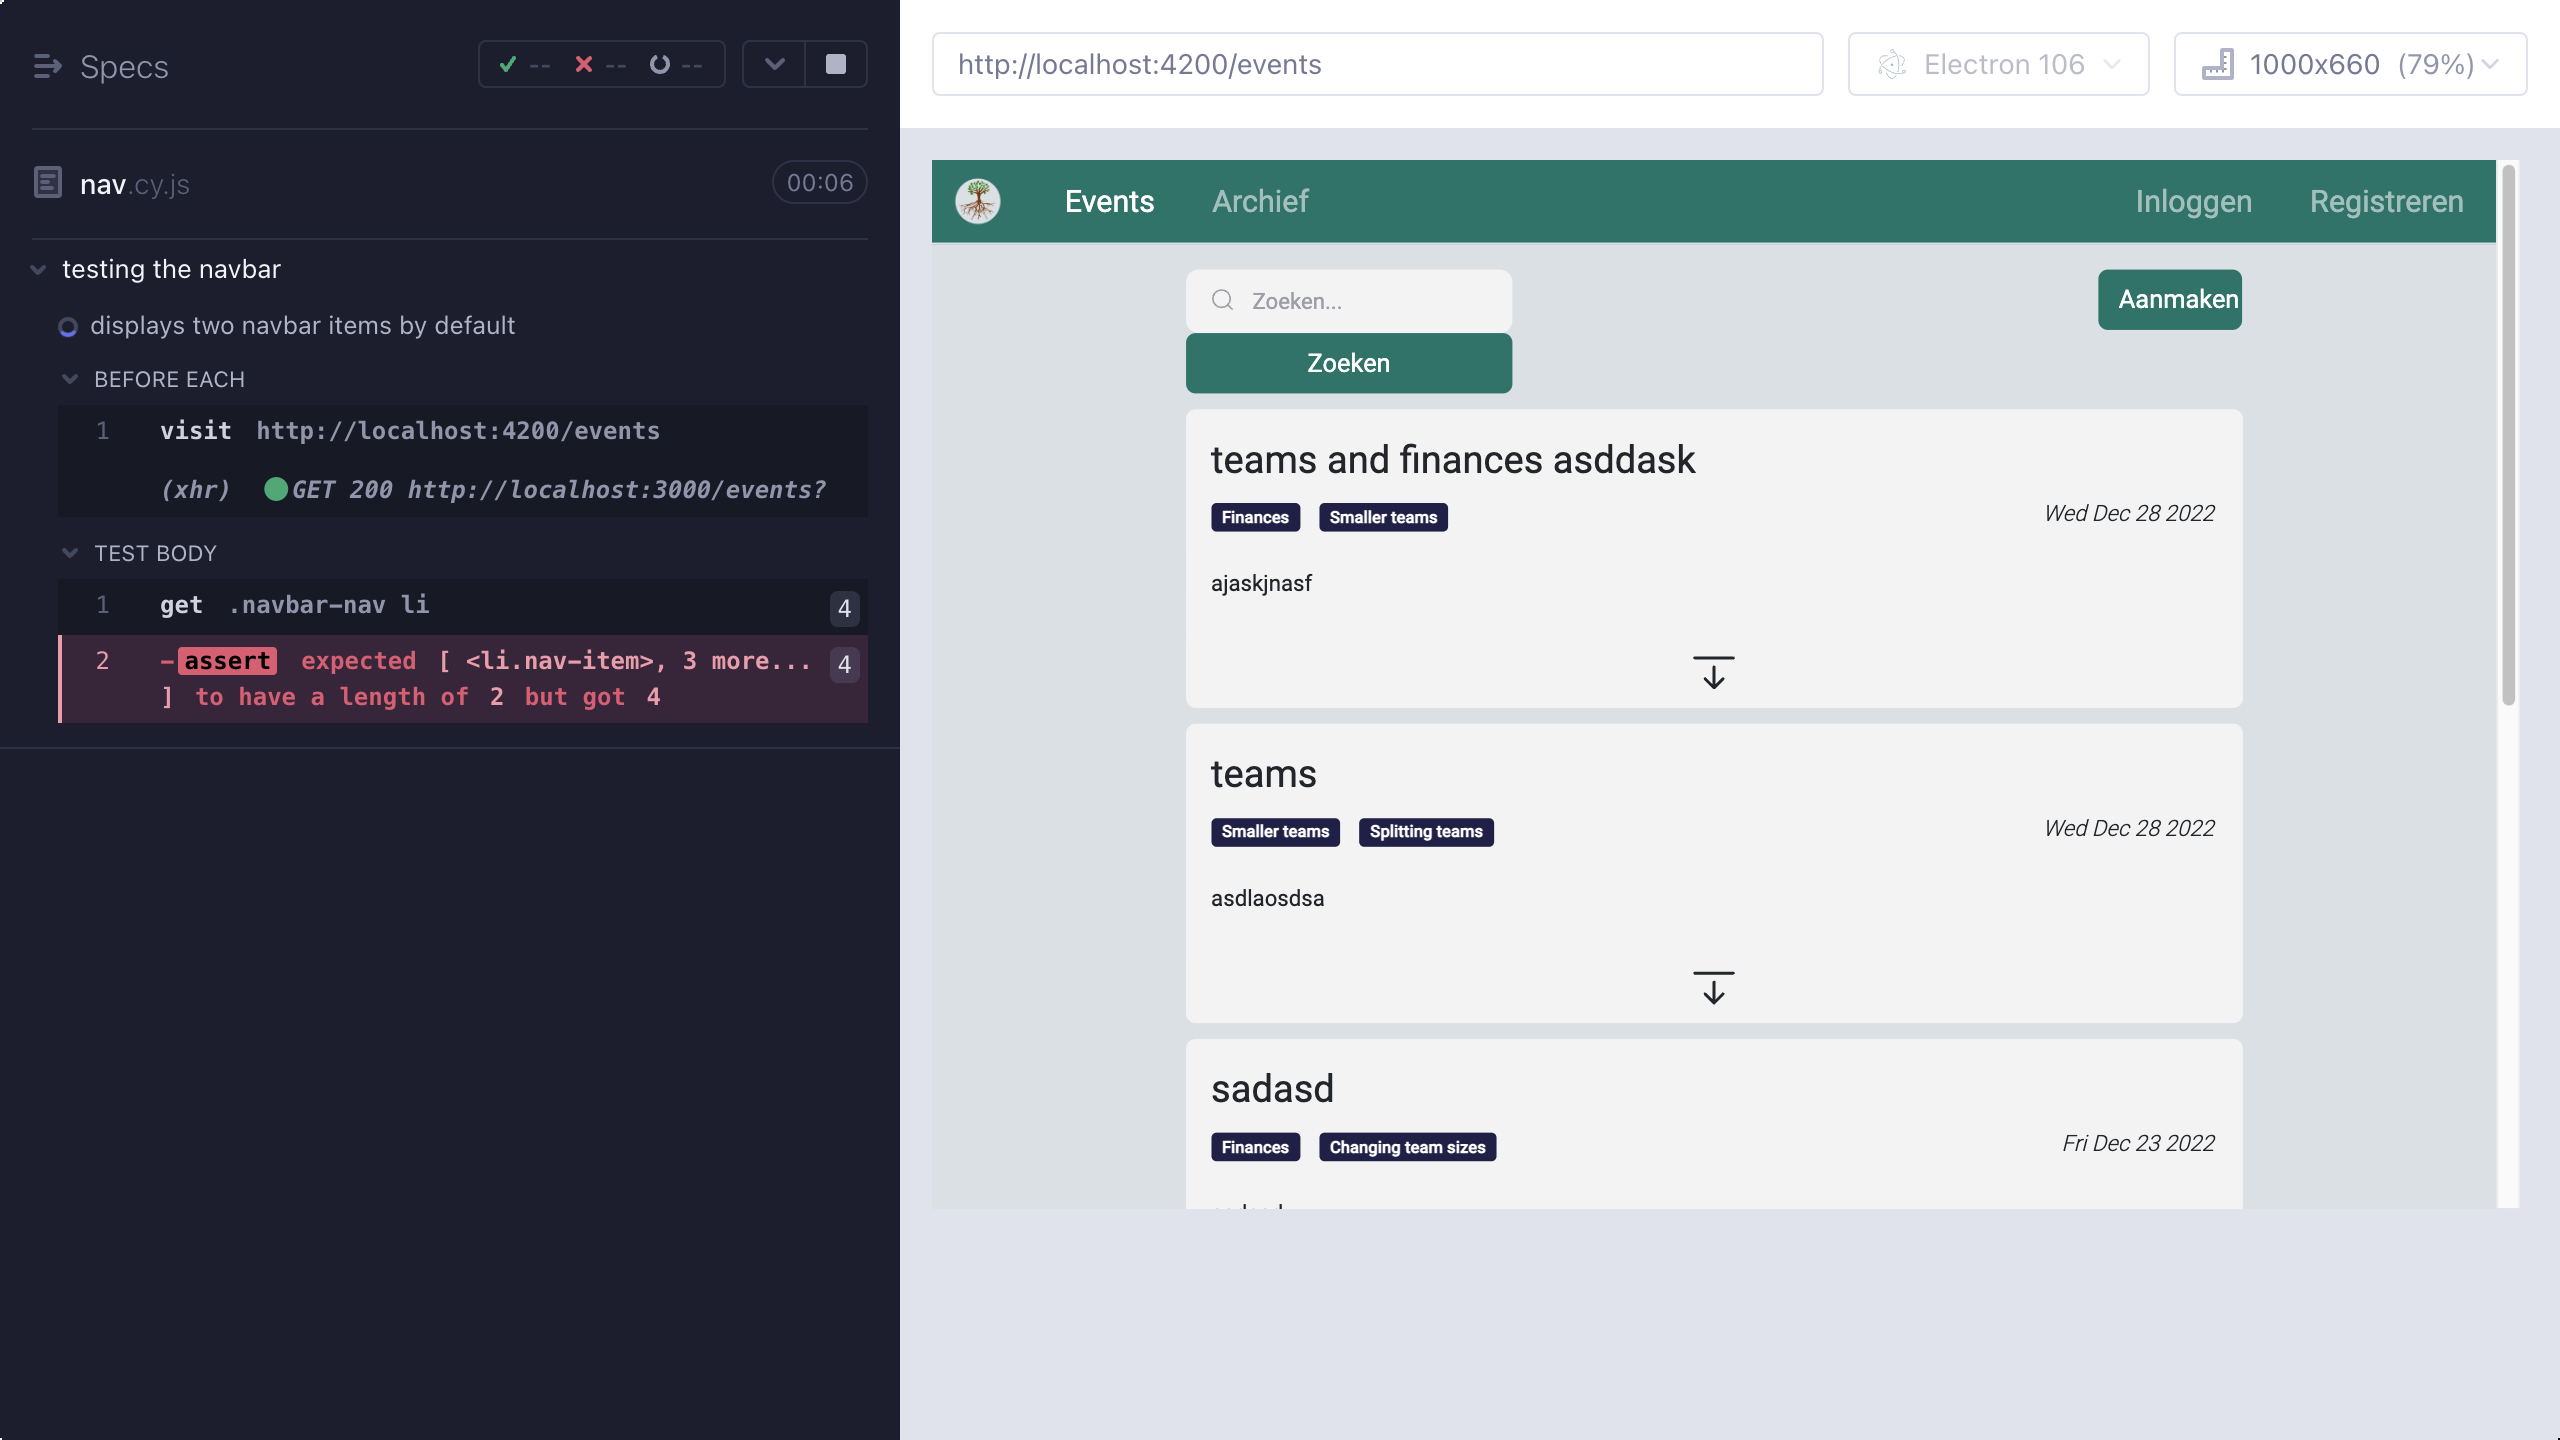 Specs
-- -- --
nav.cy.js
00:06
testing the navbar
displays two navbar items by default
BEFORE EACH
1 visit http://localhost:4200/events
(xhr) GET 200 http://localhost:3000/events?
TEST BODY
1 get .navbar-nav li 4
2 -assert expected [ <li.nav-item>, 3 more... 4
] to have a length of 2 but got 4
http://localhost:4200/events
Electron 106
1000x660 (79%)
Events Archief Inloggen Registreren
Zoeken...
Aanmaken
Zoeken
teams and finances asddask
Finances Smaller teams
Wed Dec 28 2022
ajaskjnasf
teams
Smaller teams Splitting teams
Wed Dec 28 2022
asdlaosdsa
sadasd
Finances Changing team sizes
Fri Dec 23 2022